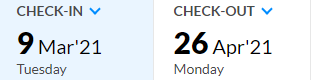 CHECK-IN CHECK-OUT
9 Mar'21 26 Apr'21
Tuesday Monday